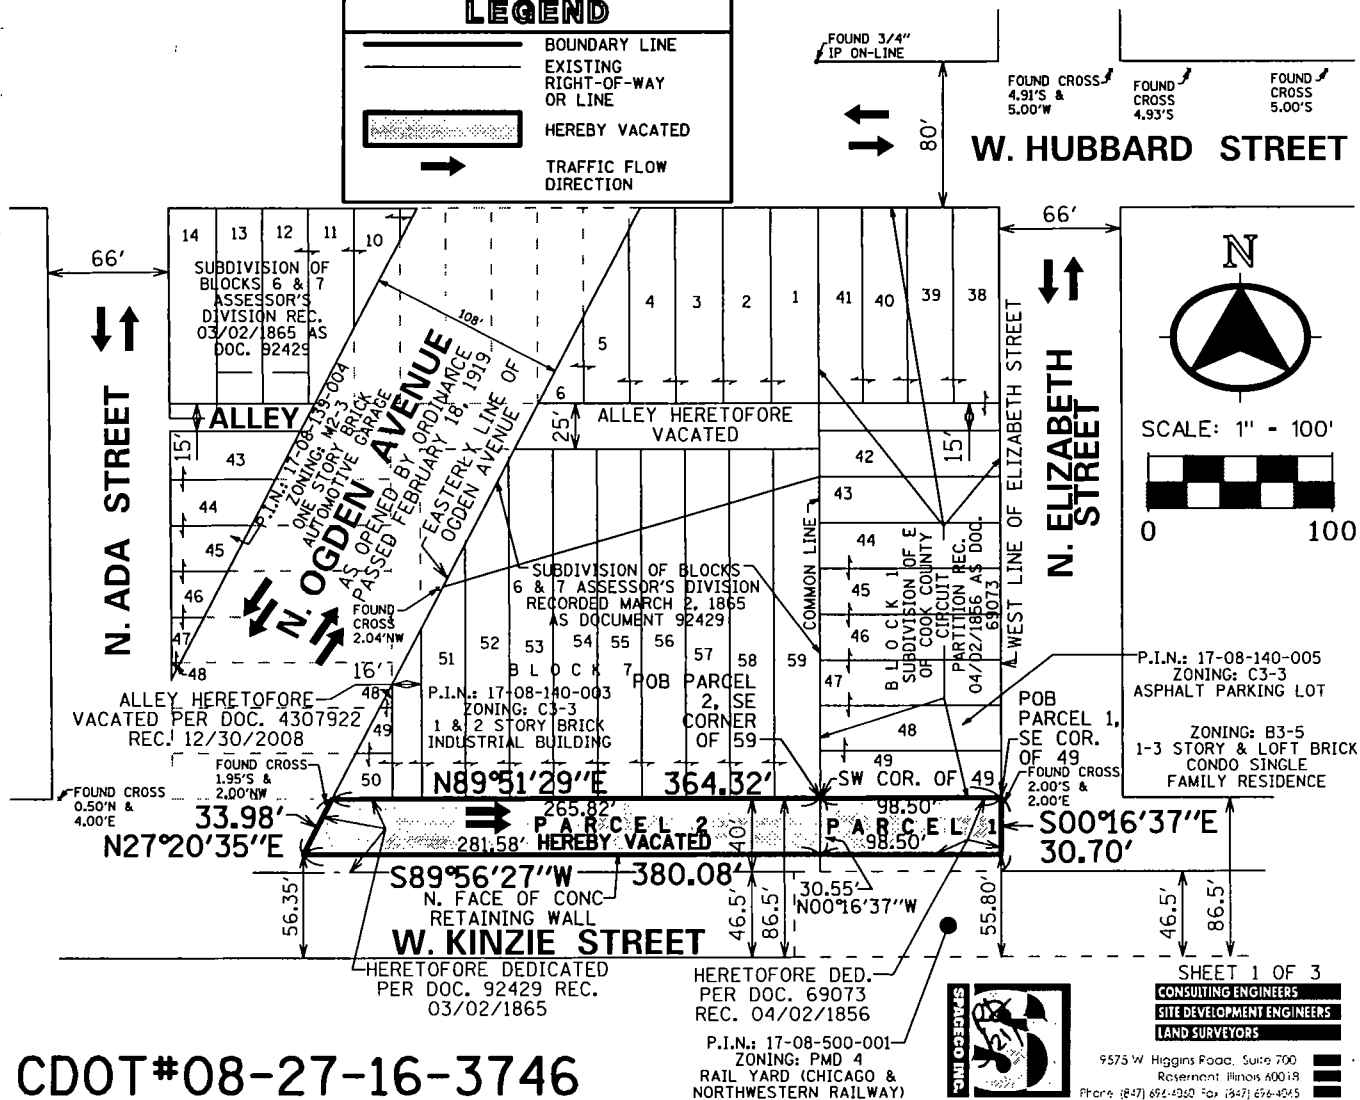 LEGEND
BOUNDARY LINE
EXISTING
RIGHT-OF-WAY
OR LINE
HEREBY VACATED
TRAFFIC FLOW
DIRECTION
FOUND 3/4"
IP ON-LINE
FOUND CROSS
4.91'S &
5.00'W
FOUND
CROSS
4.93'S
FOUND
CROSS
5.00'S
80'
W. HUBBARD STREET
66'
66'
14
13
12
11
10
SUBDIVISION OF
BLOCKS 6 & 7
ASSESSOR'S
DIVISION REC.
03/02/1865 AS
DOC. 92429
108'
4
3
2
1
41
40
39
38
5
6
N
SCALE: 1" = 100'
0
100
N. ADA STREET
ALLEY
15'
43
44
45
46
47
48
P.I.N.: 17-08-139-004
ZONING: M2-3
ONE STORY BRICK
AUTOMOTIVE GARAGE
N. OGDEN AVENUE
AS OPENED BY ORDINANCE
PASSED FEBRUARY 18, 1919
EASTERLY LINE OF
OGDEN AVENUE
25'
ALLEY HERETOFORE
VACATED
15'
42
43
44
45
46
47
48
49
COMMON LINE
BLOCK 1
SUBDIVISION OF E
OF COOK COUNTY
CIRCUIT
PARTITION REC.
04/02/1856 AS DOC.
69073
WEST LINE OF ELIZABETH STREET
N. ELIZABETH
STREET
SUBDIVISION OF BLOCKS
6 & 7 ASSESSOR'S DIVISION
RECORDED MARCH 2, 1865
AS DOCUMENT 92429
FOUND
CROSS
2.04'NW
16'
51
52
53
54
55
56
57
58
59
BLOCK 7
48
49
50
P.I.N.: 17-08-140-003
ZONING: C3-3
1 & 2 STORY BRICK
INDUSTRIAL BUILDING
POB PARCEL
2, SE
CORNER
OF 59
ALLEY HERETOFORE
VACATED PER DOC. 4307922
REC. 12/30/2008
P.I.N.: 17-08-140-005
ZONING: C3-3
ASPHALT PARKING LOT
POB
PARCEL 1,
SE COR.
OF 49
ZONING: B3-5
1-3 STORY & LOFT BRICK
CONDO SINGLE
FAMILY RESIDENCE
FOUND CROSS
1.95'S &
2.00'NW
FOUND CROSS
0.50'N &
4.00'E
N89°51'29"E 364.32'
SW COR. OF 49
FOUND CROSS
2.00'S &
2.00'E
33.98'
N27°20'35"E
265.82'
PARCEL 2
281.58' HEREBY VACATED
40'
98.50'
PARCEL 1
98.50'
S00°16'37"E
30.70'
S89°56'27"W 380.08'
N. FACE OF CONC
RETAINING WALL
30.55'
N00°16'37"W
56.35'
46.5'
86.5'
55.80'
46.5'
86.5'
W. KINZIE STREET
HERETOFORE DEDICATED
PER DOC. 92429 REC.
03/02/1865
HERETOFORE DED.
PER DOC. 69073
REC. 04/02/1856
P.I.N.: 17-08-500-001
ZONING: PMD 4
RAIL YARD (CHICAGO &
NORTHWESTERN RAILWAY)
SPACECO INC.
SHEET 1 OF 3
CONSULTING ENGINEERS
SITE DEVELOPMENT ENGINEERS
LAND SURVEYORS
9575 W. Higgins Road, Suite 700
Rosemont, Illinois 60018
Phone: (847) 696-4060 Fax: (847) 696-4065
CDOT#08-27-16-3746